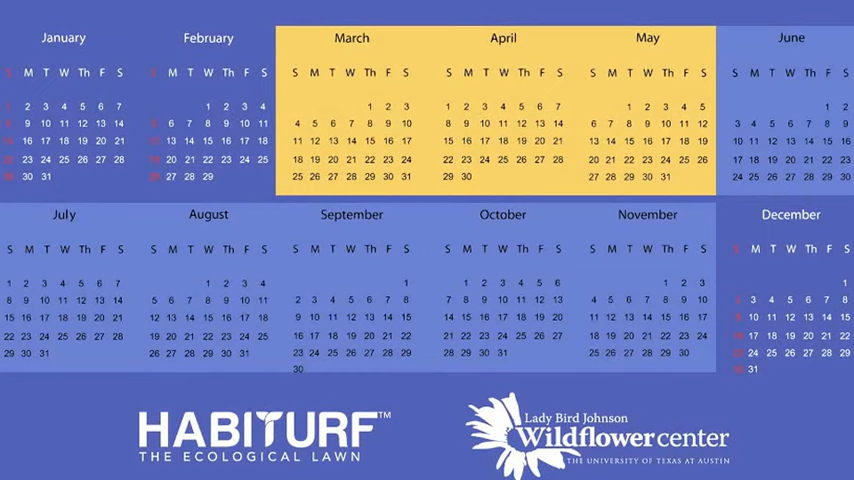 January
M T W Th F S
2 3 4 5 6 7
9 10 11 12 13 14
16 17 18 19 20 21
23 24 25 26 27 28
30 31
February
M T W Th F S
1 2 3 4
6 7 8 9 10 11
13 14 15 16 17 18
20 21 22 23 24 25
27 28 29
March
S M T W Th F S
1 2 3
4 5 6 7 8 9 10
11 12 13 14 15 16 17
18 19 20 21 22 23 24
25 26 27 28 29 30 31
April
S M T W Th F S
1 2 3 4 5 6 7
8 9 10 11 12 13 14
15 16 17 18 19 20 21
22 23 24 25 26 27 28
29 30
May
S M T W Th F S
1 2 3 4 5
6 7 8 9 10 11 12
13 14 15 16 17 18 19
20 21 22 23 24 25 26
27 28 29 30 31
June
S M T W Th F S
1 2
3 4 5 6 7 8 9
10 11 12 13 14 15 16
17 18 19 20 21 22 23
24 25 26 27 28 29 30
July
S M T W Th F S
1 2 3 4 5 6 7
8 9 10 11 12 13 14
15 16 17 18 19 20 21
22 23 24 25 26 27 28
29 30 31
August
S M T W Th F S
1 2 3 4
5 6 7 8 9 10 11
12 13 14 15 16 17 18
19 20 21 22 23 24 25
26 27 28 29 30 31
September
S M T W Th F S
1
2 3 4 5 6 7 8
9 10 11 12 13 14 15
16 17 18 19 20 21 22
23 24 25 26 27 28 29
30
October
S M T W Th F S
1 2 3 4 5 6
7 8 9 10 11 12 13
14 15 16 17 18 19 20
21 22 23 24 25 26 27
28 29 30 31
November
S M T W Th F S
1 2 3
4 5 6 7 8 9 10
11 12 13 14 15 16 17
18 19 20 21 22 23 24
25 26 27 28 29 30
December
M T W Th F S
1
3 4 5 6 7 8
10 11 12 13 14 15
17 18 19 20 21 22
24 25 26 27 28 29
31
HABITURF™
THE ECOLOGICAL LAWN
Lady Bird Johnson
Wildflower center
THE UNIVERSITY OF TEXAS AT AUSTIN